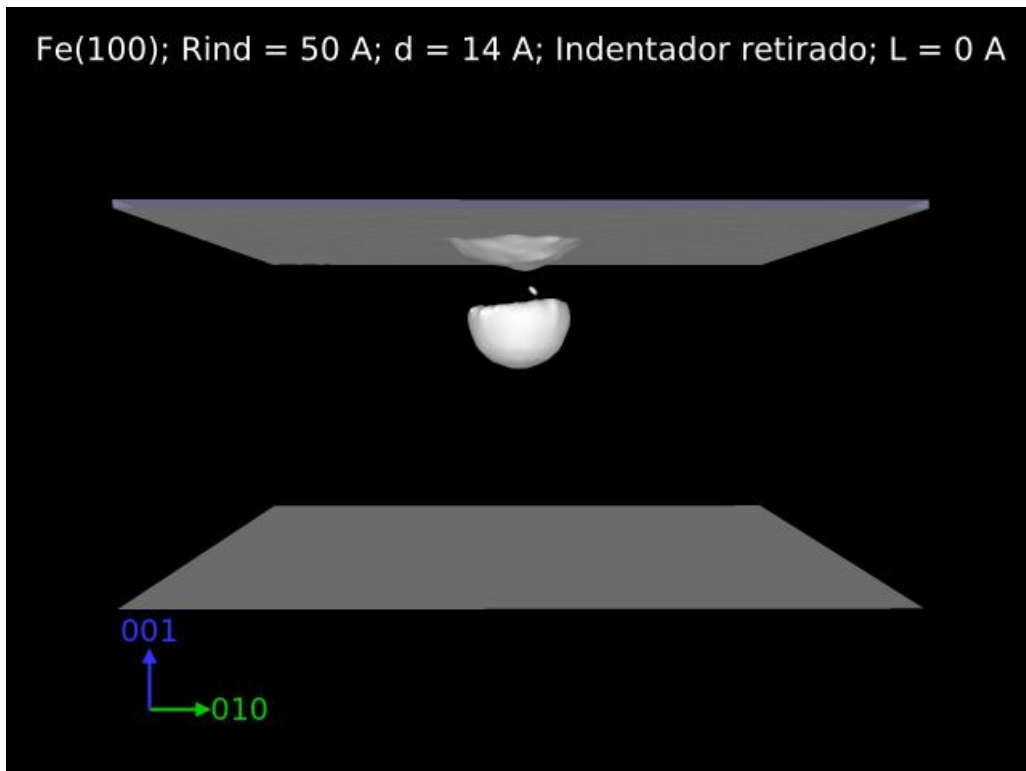 Fe(100); Rind = 50 A; d = 14 A; Indentador retirado; L = 0 A
001
010